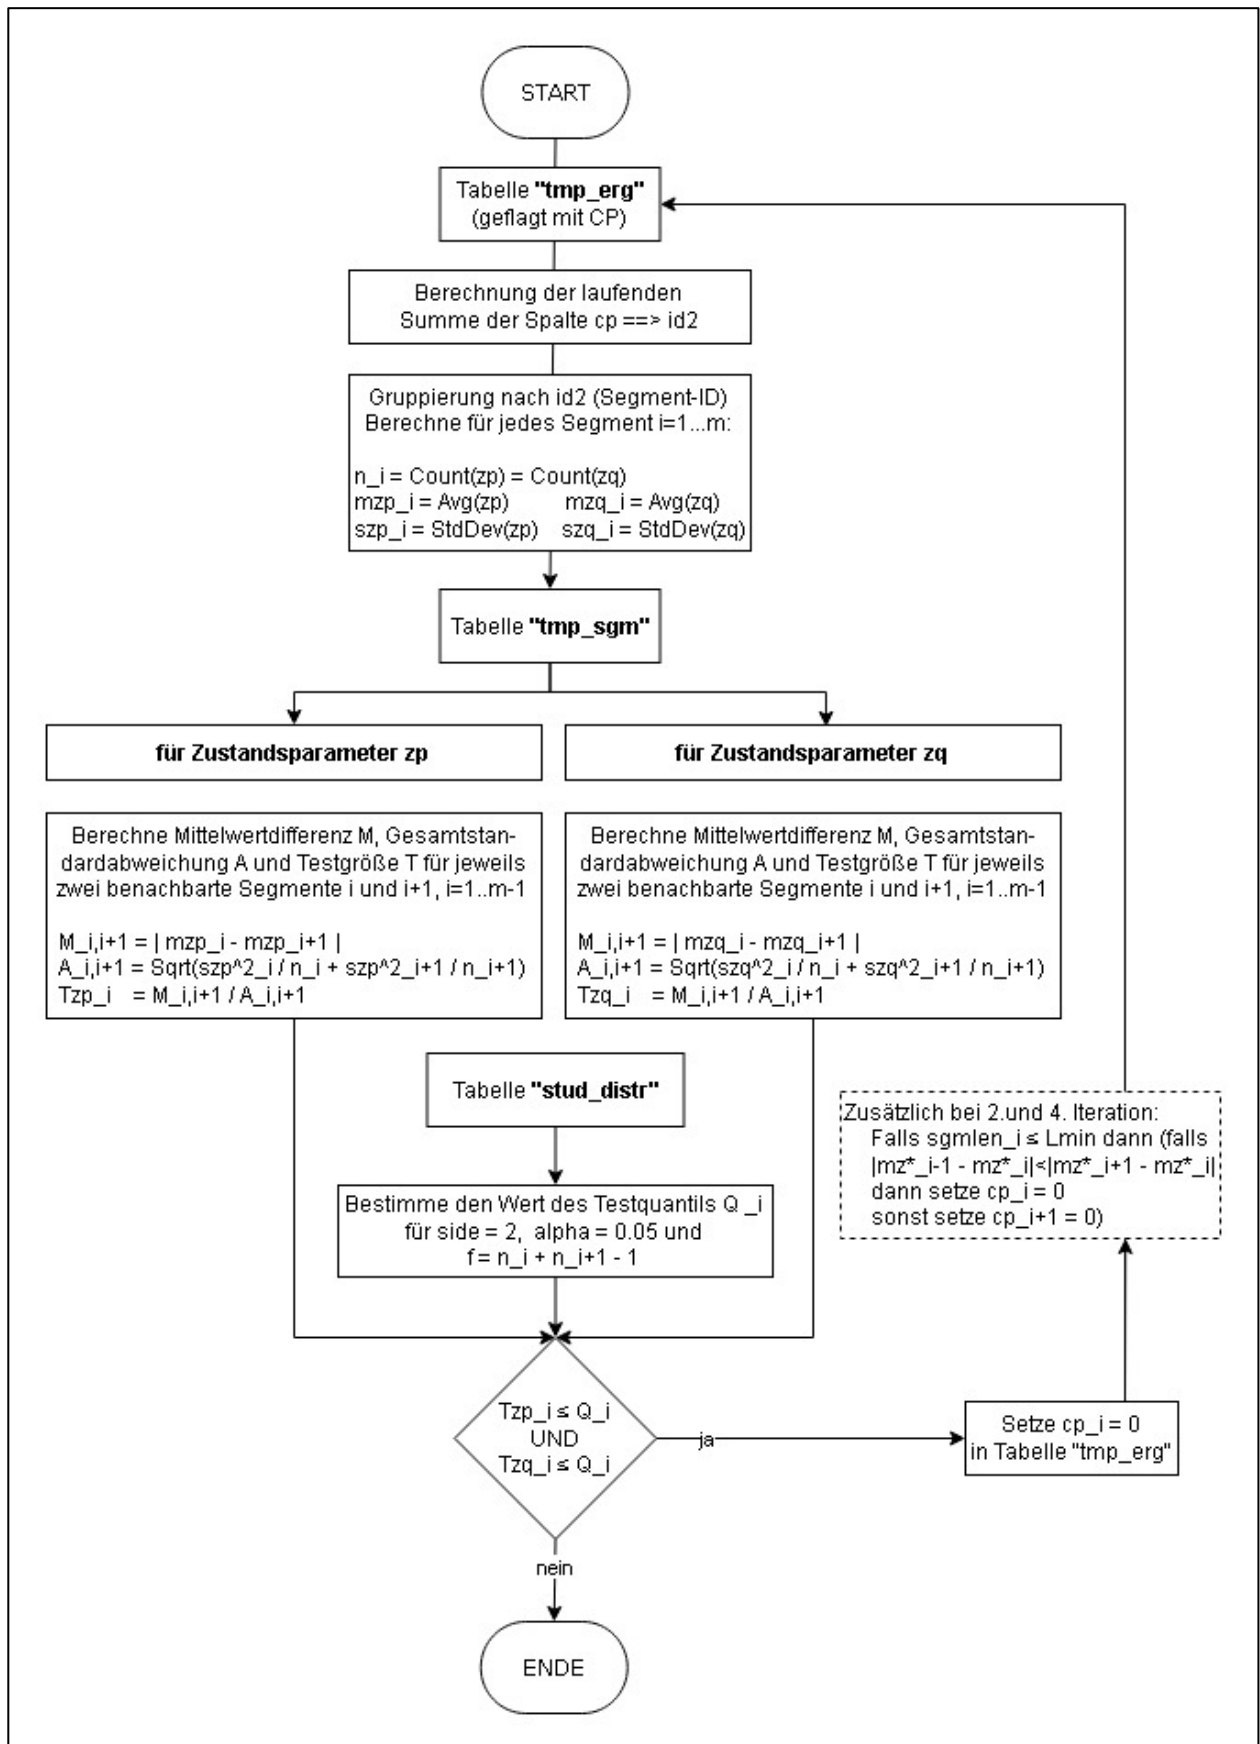 START
Tabelle "tmp_erg"
(geflagt mit CP)
Berechnung der laufenden
Summe der Spalte cp ==> id2
Gruppierung nach id2 (Segment-ID)
Berechne für jedes Segment i=1...m:
n_i = Count(zp) = Count(zq)
mzp_i = Avg(zp) mzq_i = Avg(zq)
szp_i = StdDev(zp) szq_i = StdDev(zq)
Tabelle "tmp_sgm"
für Zustandsparameter zp
Berechne Mittelwertdifferenz M, Gesamtstan-
dardabweichung A und Testgröße T für jeweils
zwei benachbarte Segmente i und i+1, i=1..m-1
M_i,i+1 = | mzp_i - mzp_i+1 |
A_i,i+1 = Sqrt(szp^2_i / n_i + szp^2_i+1 / n_i+1)
Tzp_i = M_i,i+1 / A_i,i+1
für Zustandsparameter zq
Berechne Mittelwertdifferenz M, Gesamtstan-
dardabweichung A und Testgröße T für jeweils
zwei benachbarte Segmente i und i+1, i=1..m-1
M_i,i+1 = | mzq_i - mzq_i+1 |
A_i,i+1 = Sqrt(szq^2_i / n_i + szq^2_i+1 / n_i+1)
Tzq_i = M_i,i+1 / A_i,i+1
Tabelle "stud_distr"
Bestimme den Wert des Testquantils Q _i
für side = 2, alpha = 0.05 und
f = n_i + n_i+1 - 1
Tzp_i ≤ Q_i
UND
Tzq_i ≤ Q_i
ja
Setze cp_i = 0
in Tabelle "tmp_erg"
Zusätzlich bei 2.und 4. Iteration:
Falls sgmlen_i ≤ Lmin dann (falls
|mz*_i-1 - mz*_i|<|mz*_i+1 - mz*_i|
dann setze cp_i = 0
sonst setze cp_i+1 = 0)
nein
ENDE